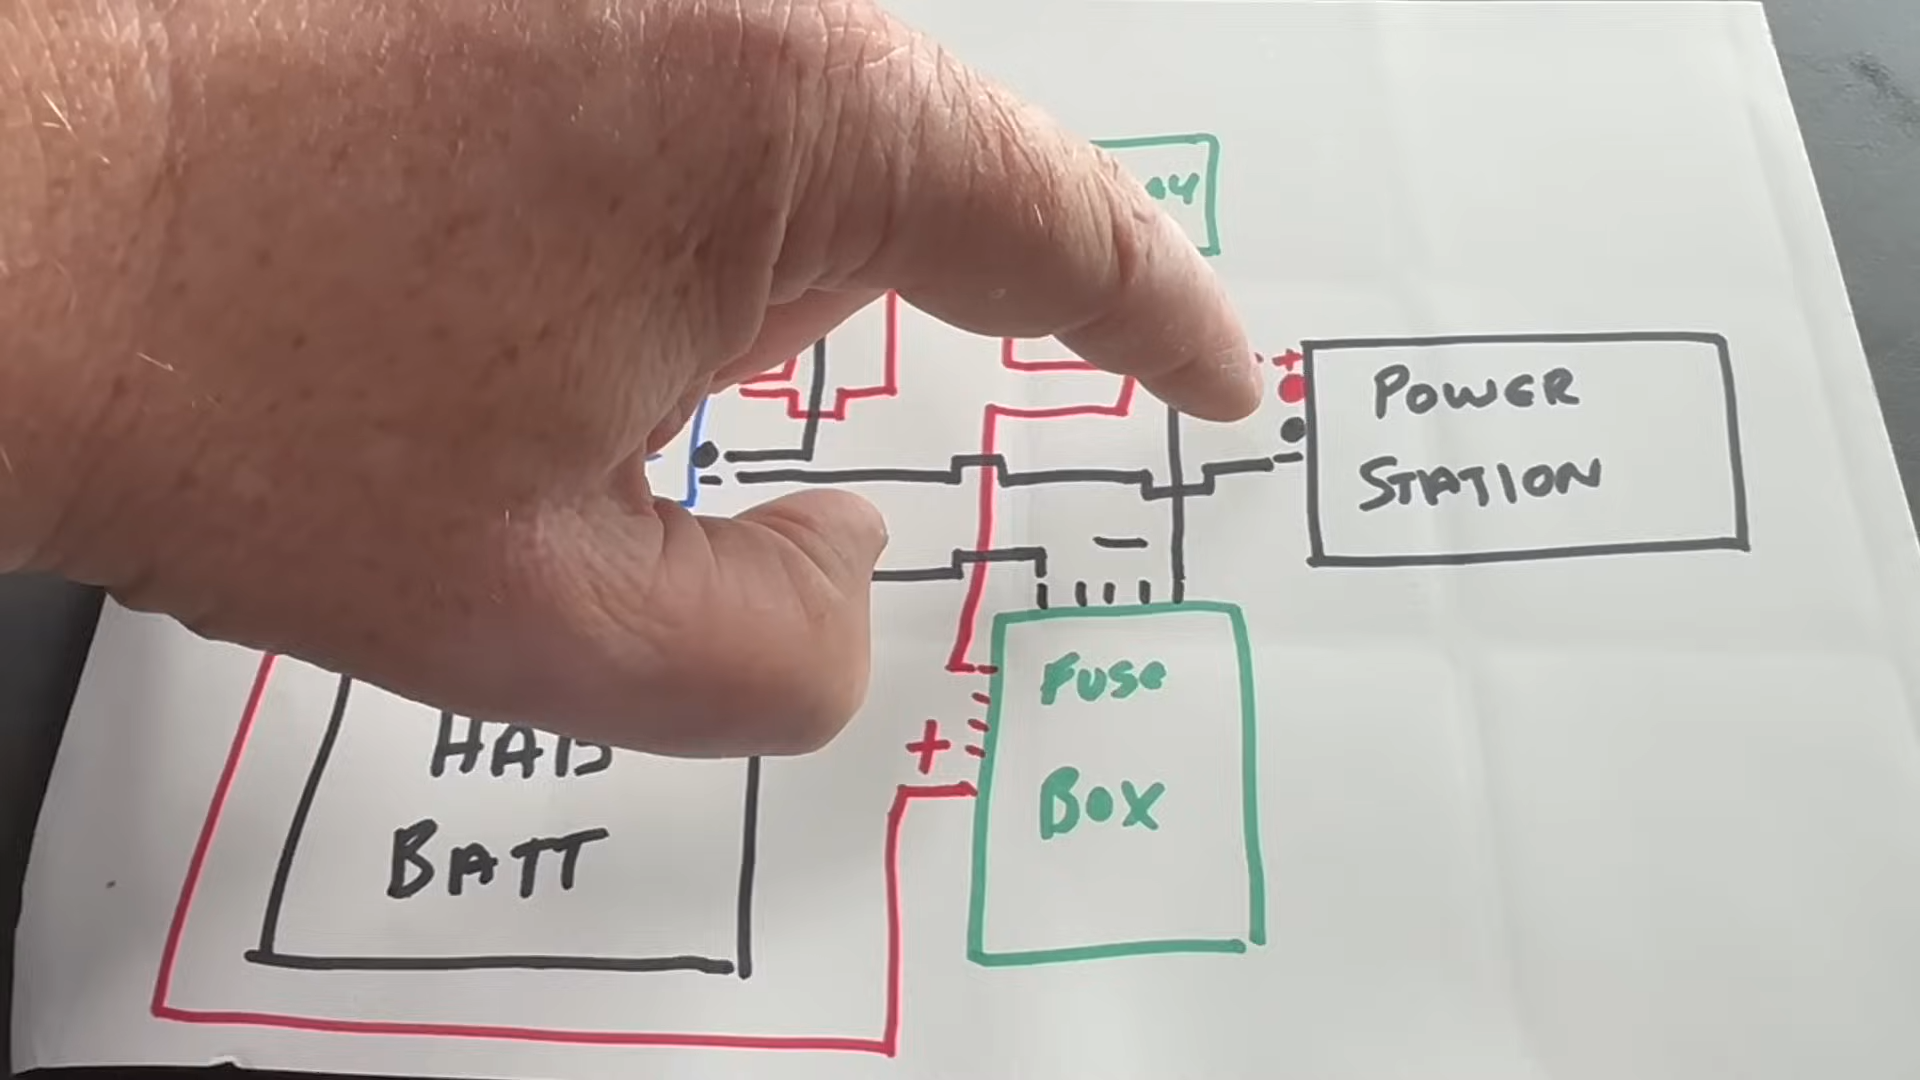 +
POWER
STATION
Fuse
Box
+
BATT